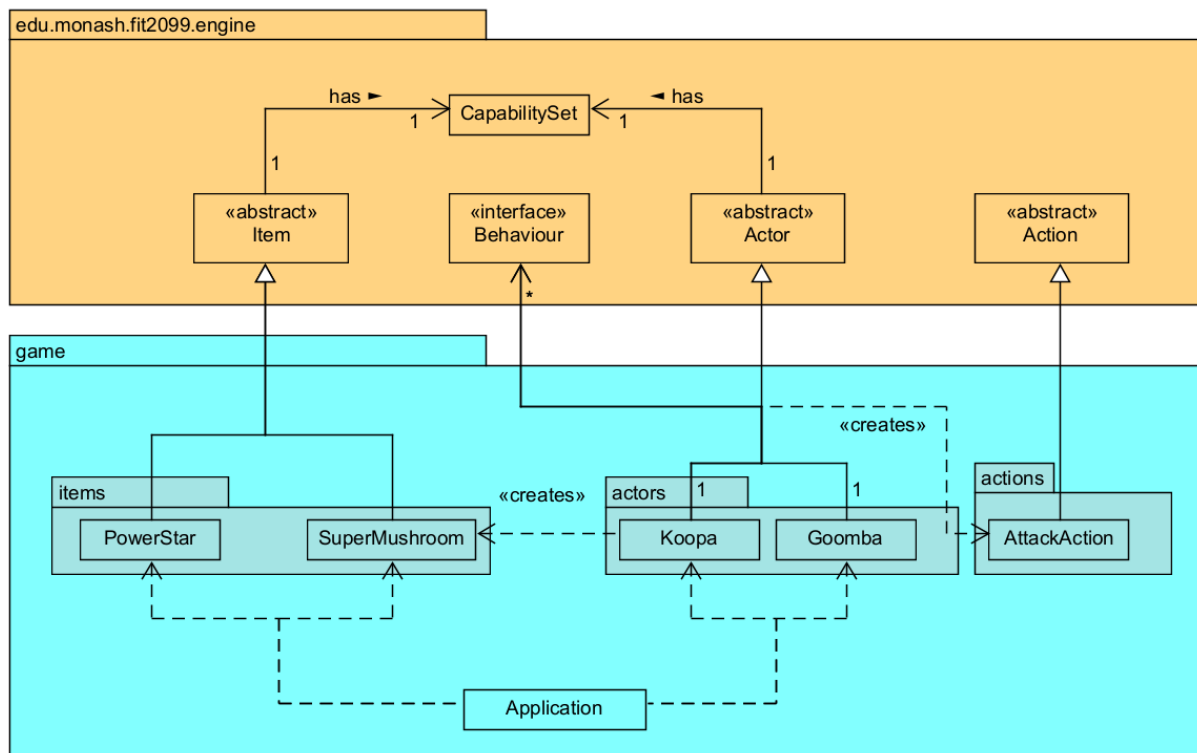 edu.monash.fit2099.engine
has ► CapabilitySet ◄ has
1 1
1 1
«abstract» «interface» «abstract» «abstract»
Item Behaviour Actor Action
*
game
«creates»
items «creates» actors actions
1 1
PowerStar SuperMushroom Koopa Goomba AttackAction
Application